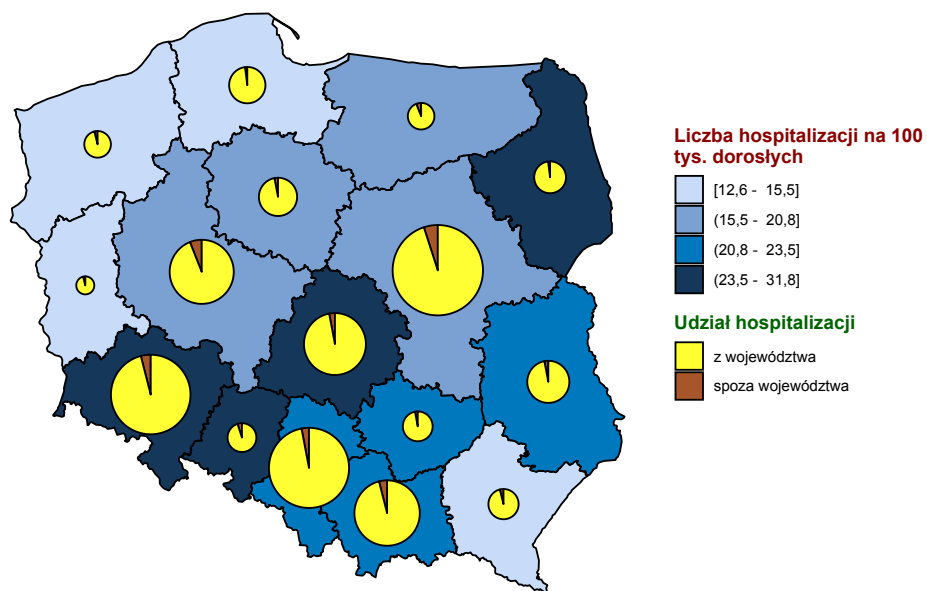 Liczba hospitalizacji na 100
tys. dorosłych
[12,6 - 15,5]
(15,5 - 20,8]
(20,8 - 23,5]
(23,5 - 31,8]
Udział hospitalizacji
z województwa
spoza województwa